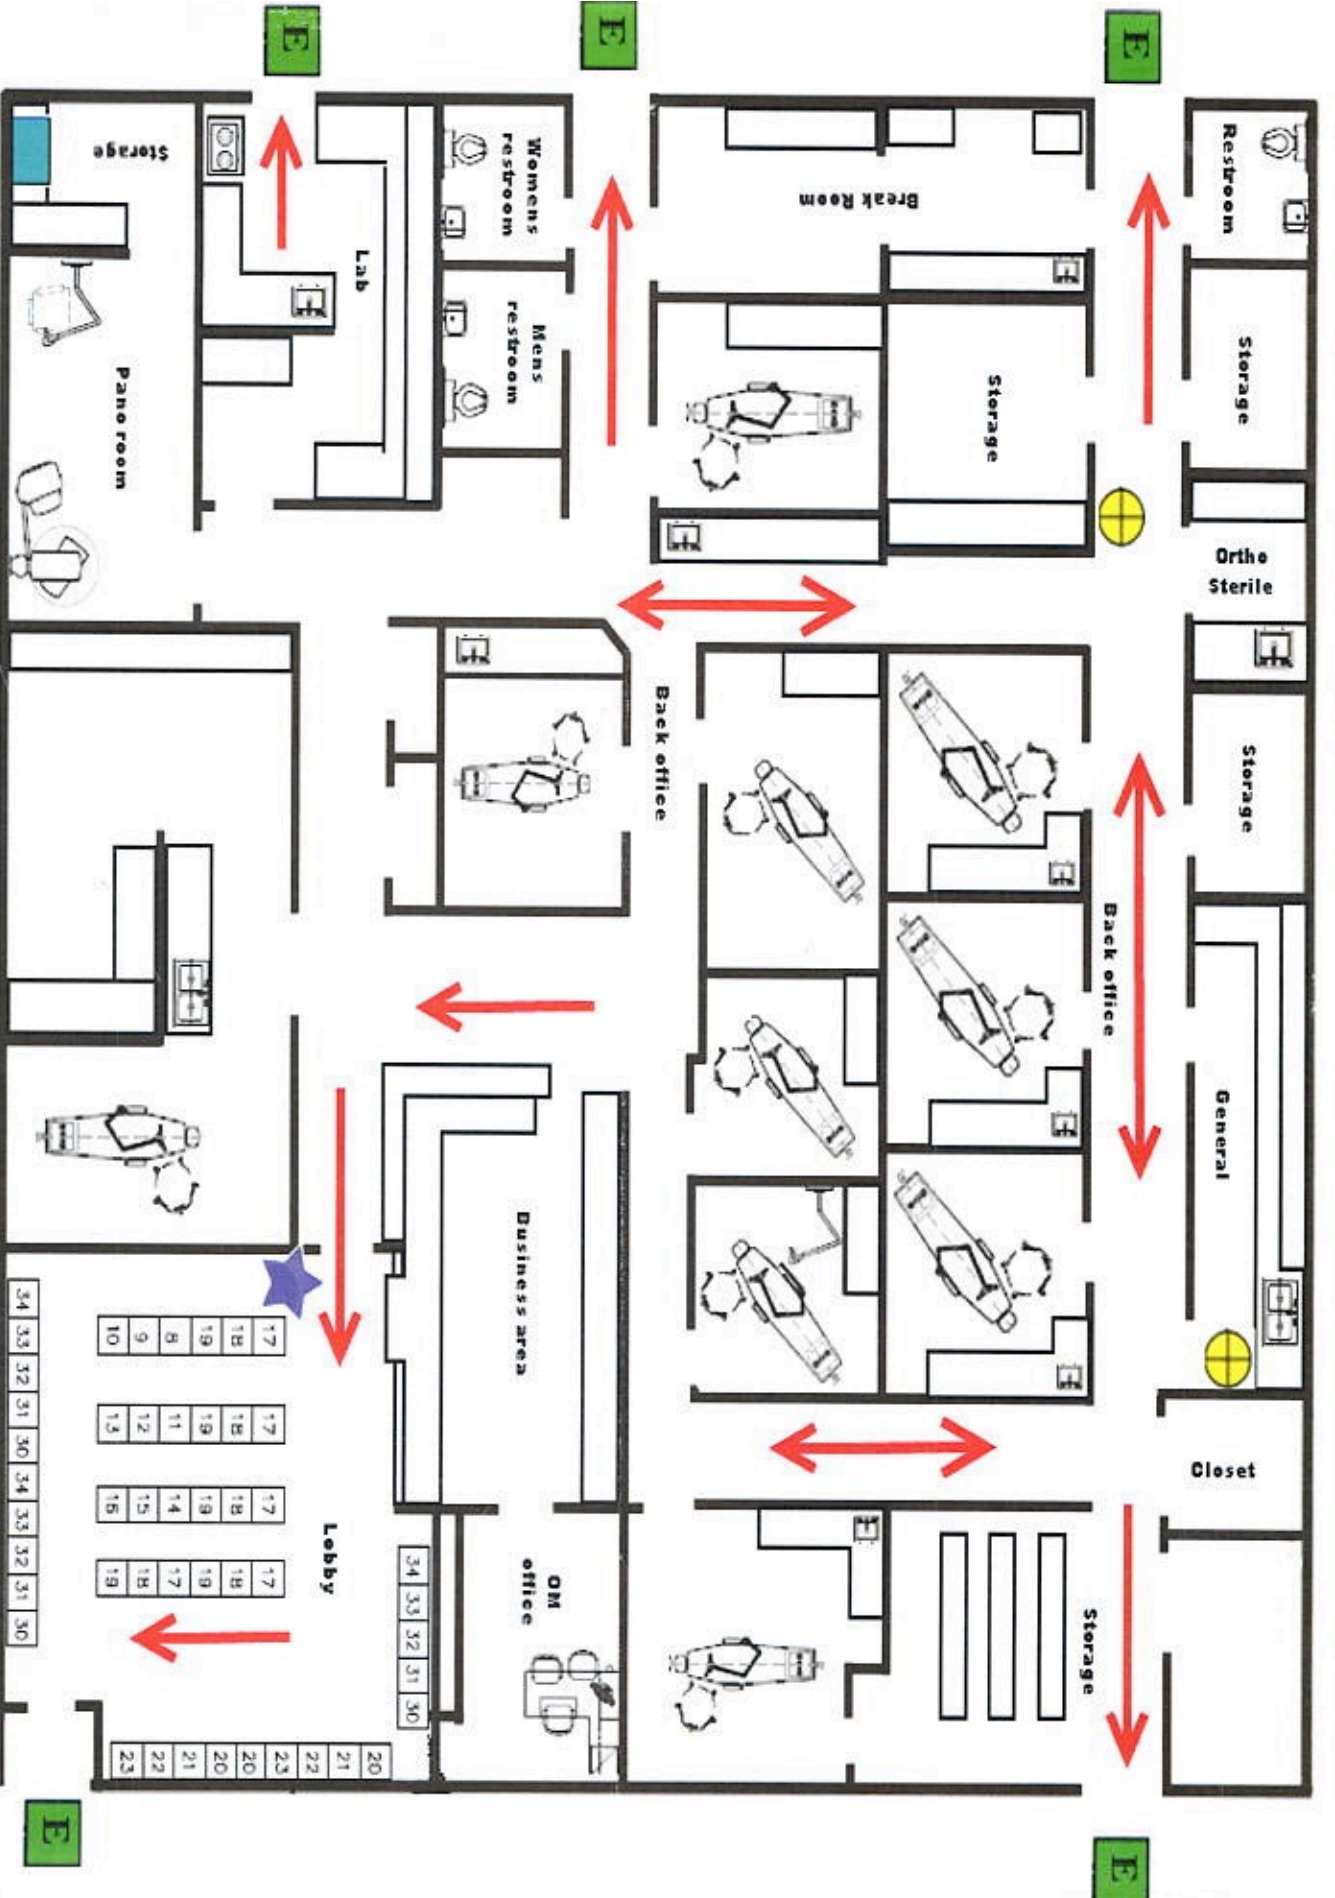 E
E
E
Storage
Womens
restroom
Break Room
Restroom
Lab
Mens
restroom
Storage
Storage
Pano room
Ortho
Sterile
Back office
Storage
Back office
General
Business area
Closet
Lobby
OM
office
Storage
34 33 32 31 30 34 33 32 31 30
10 9 8 19 18 17
13 12 11 19 18 17
16 15 14 19 18 17
19 18 17 19 18 17
34 33 32 31 30
23 22 21 20 20 23 22 21 20
E
E